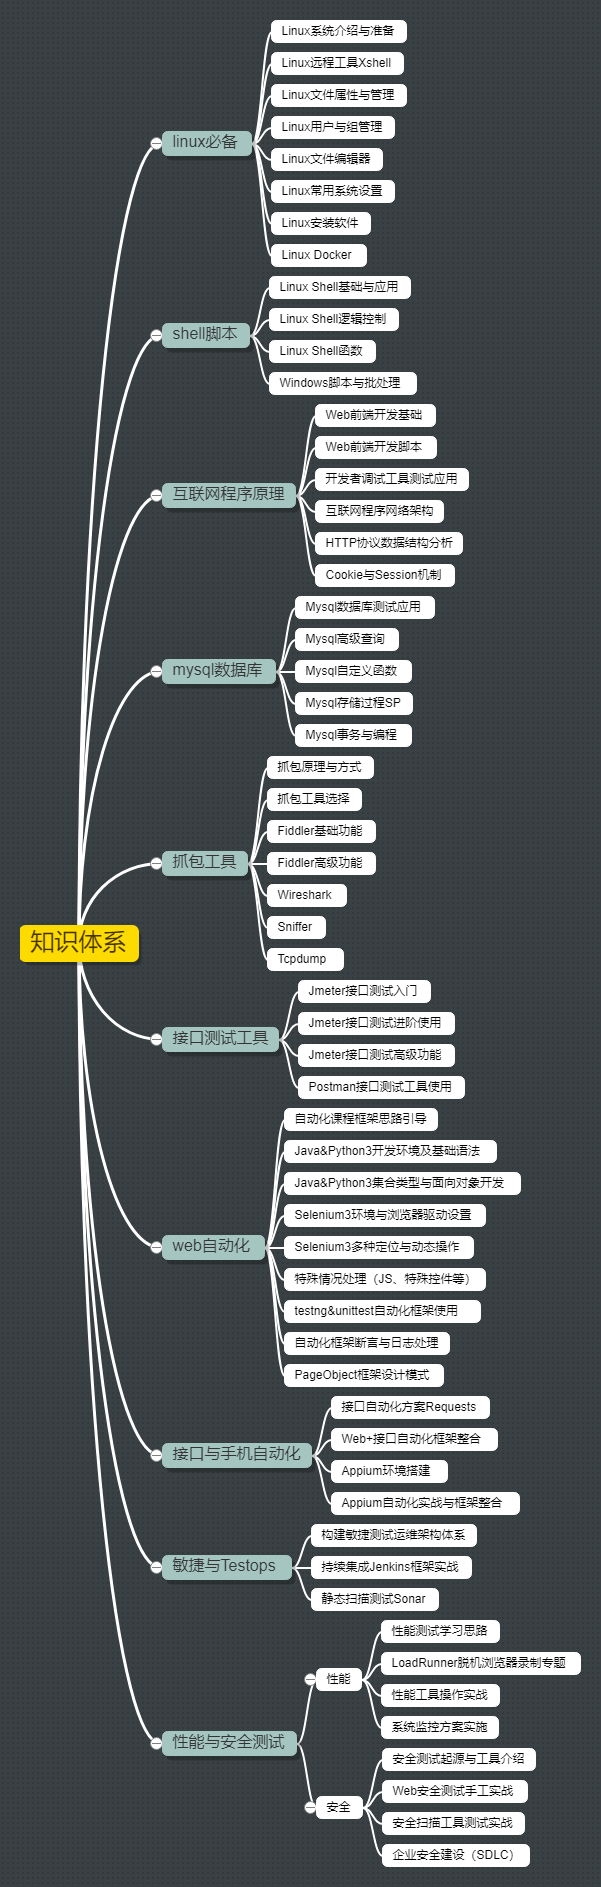 知识体系
linux必备
Linux系统介绍与准备
Linux远程工具Xshell
Linux文件属性与管理
Linux用户与组管理
Linux文件编辑器
Linux常用系统设置
Linux安装软件
Linux Docker
shell脚本
Linux Shell基础与应用
Linux Shell逻辑控制
Linux Shell函数
Windows脚本与批处理
互联网程序原理
Web前端开发基础
Web前端开发脚本
开发者调试工具测试应用
互联网程序网络架构
HTTP协议数据结构分析
Cookie与Session机制
mysql数据库
Mysql数据库测试应用
Mysql高级查询
Mysql自定义函数
Mysql存储过程SP
Mysql事务与编程
抓包工具
抓包原理与方式
抓包工具选择
Fiddler基础功能
Fiddler高级功能
Wireshark
Sniffer
Tcpdump
接口测试工具
Jmeter接口测试入门
Jmeter接口测试进阶使用
Jmeter接口测试高级功能
Postman接口测试工具使用
web自动化
自动化课程框架思路引导
Java&Python3开发环境及基础语法
Java&Python3集合类型与面向对象开发
Selenium3环境与浏览器驱动设置
Selenium3多种定位与动态操作
特殊情况处理（JS、特殊控件等）
testng&unittest自动化框架使用
自动化框架断言与日志处理
PageObject框架设计模式
接口与手机自动化
接口自动化方案Requests
Web+接口自动化框架整合
Appium环境搭建
Appium自动化实战与框架整合
敏捷与Testops
构建敏捷测试运维架构体系
持续集成Jenkins框架实战
静态扫描测试Sonar
性能与安全测试
性能
性能测试学习思路
LoadRunner脱机浏览器录制专题
性能工具操作实战
系统监控方案实施
安全
安全测试起源与工具介绍
Web安全测试手工实战
安全扫描工具测试实战
企业安全建设（SDLC）